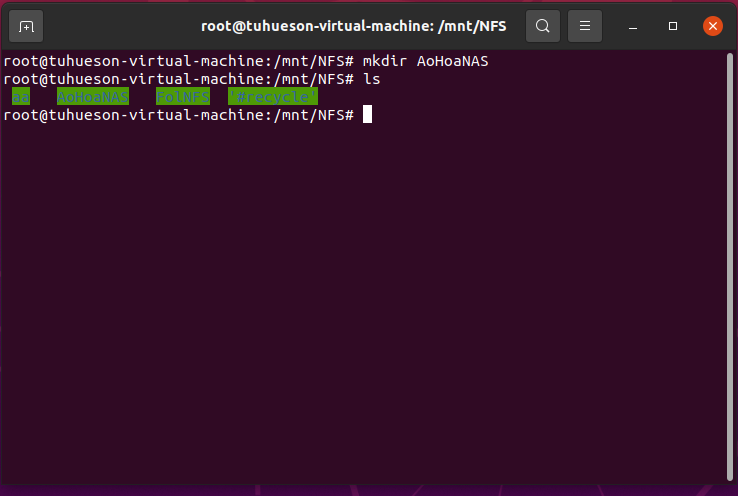 root@tuhueson-virtual-machine: /mnt/NFS
root@tuhueson-virtual-machine:/mnt/NFS# mkdir AoHoaNAS
root@tuhueson-virtual-machine:/mnt/NFS# ls
aa   AoHoaNAS   FolNFS  '#recycle'
root@tuhueson-virtual-machine:/mnt/NFS#